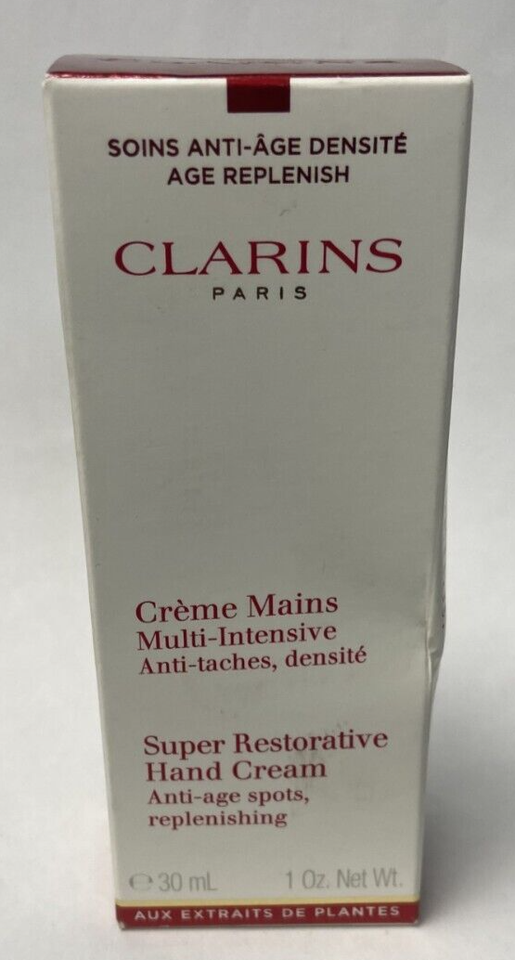 SOINS ANTI-ÂGE DENSITÉ
AGE REPLENISH
CLARINS
PARIS
Crème Mains
Multi-Intensive
Anti-taches, densité
Super Restorative
Hand Cream
Anti-age spots,
replenishing
℮ 30 mL 1 Oz. Net Wt.
AUX EXTRAITS DE PLANTES